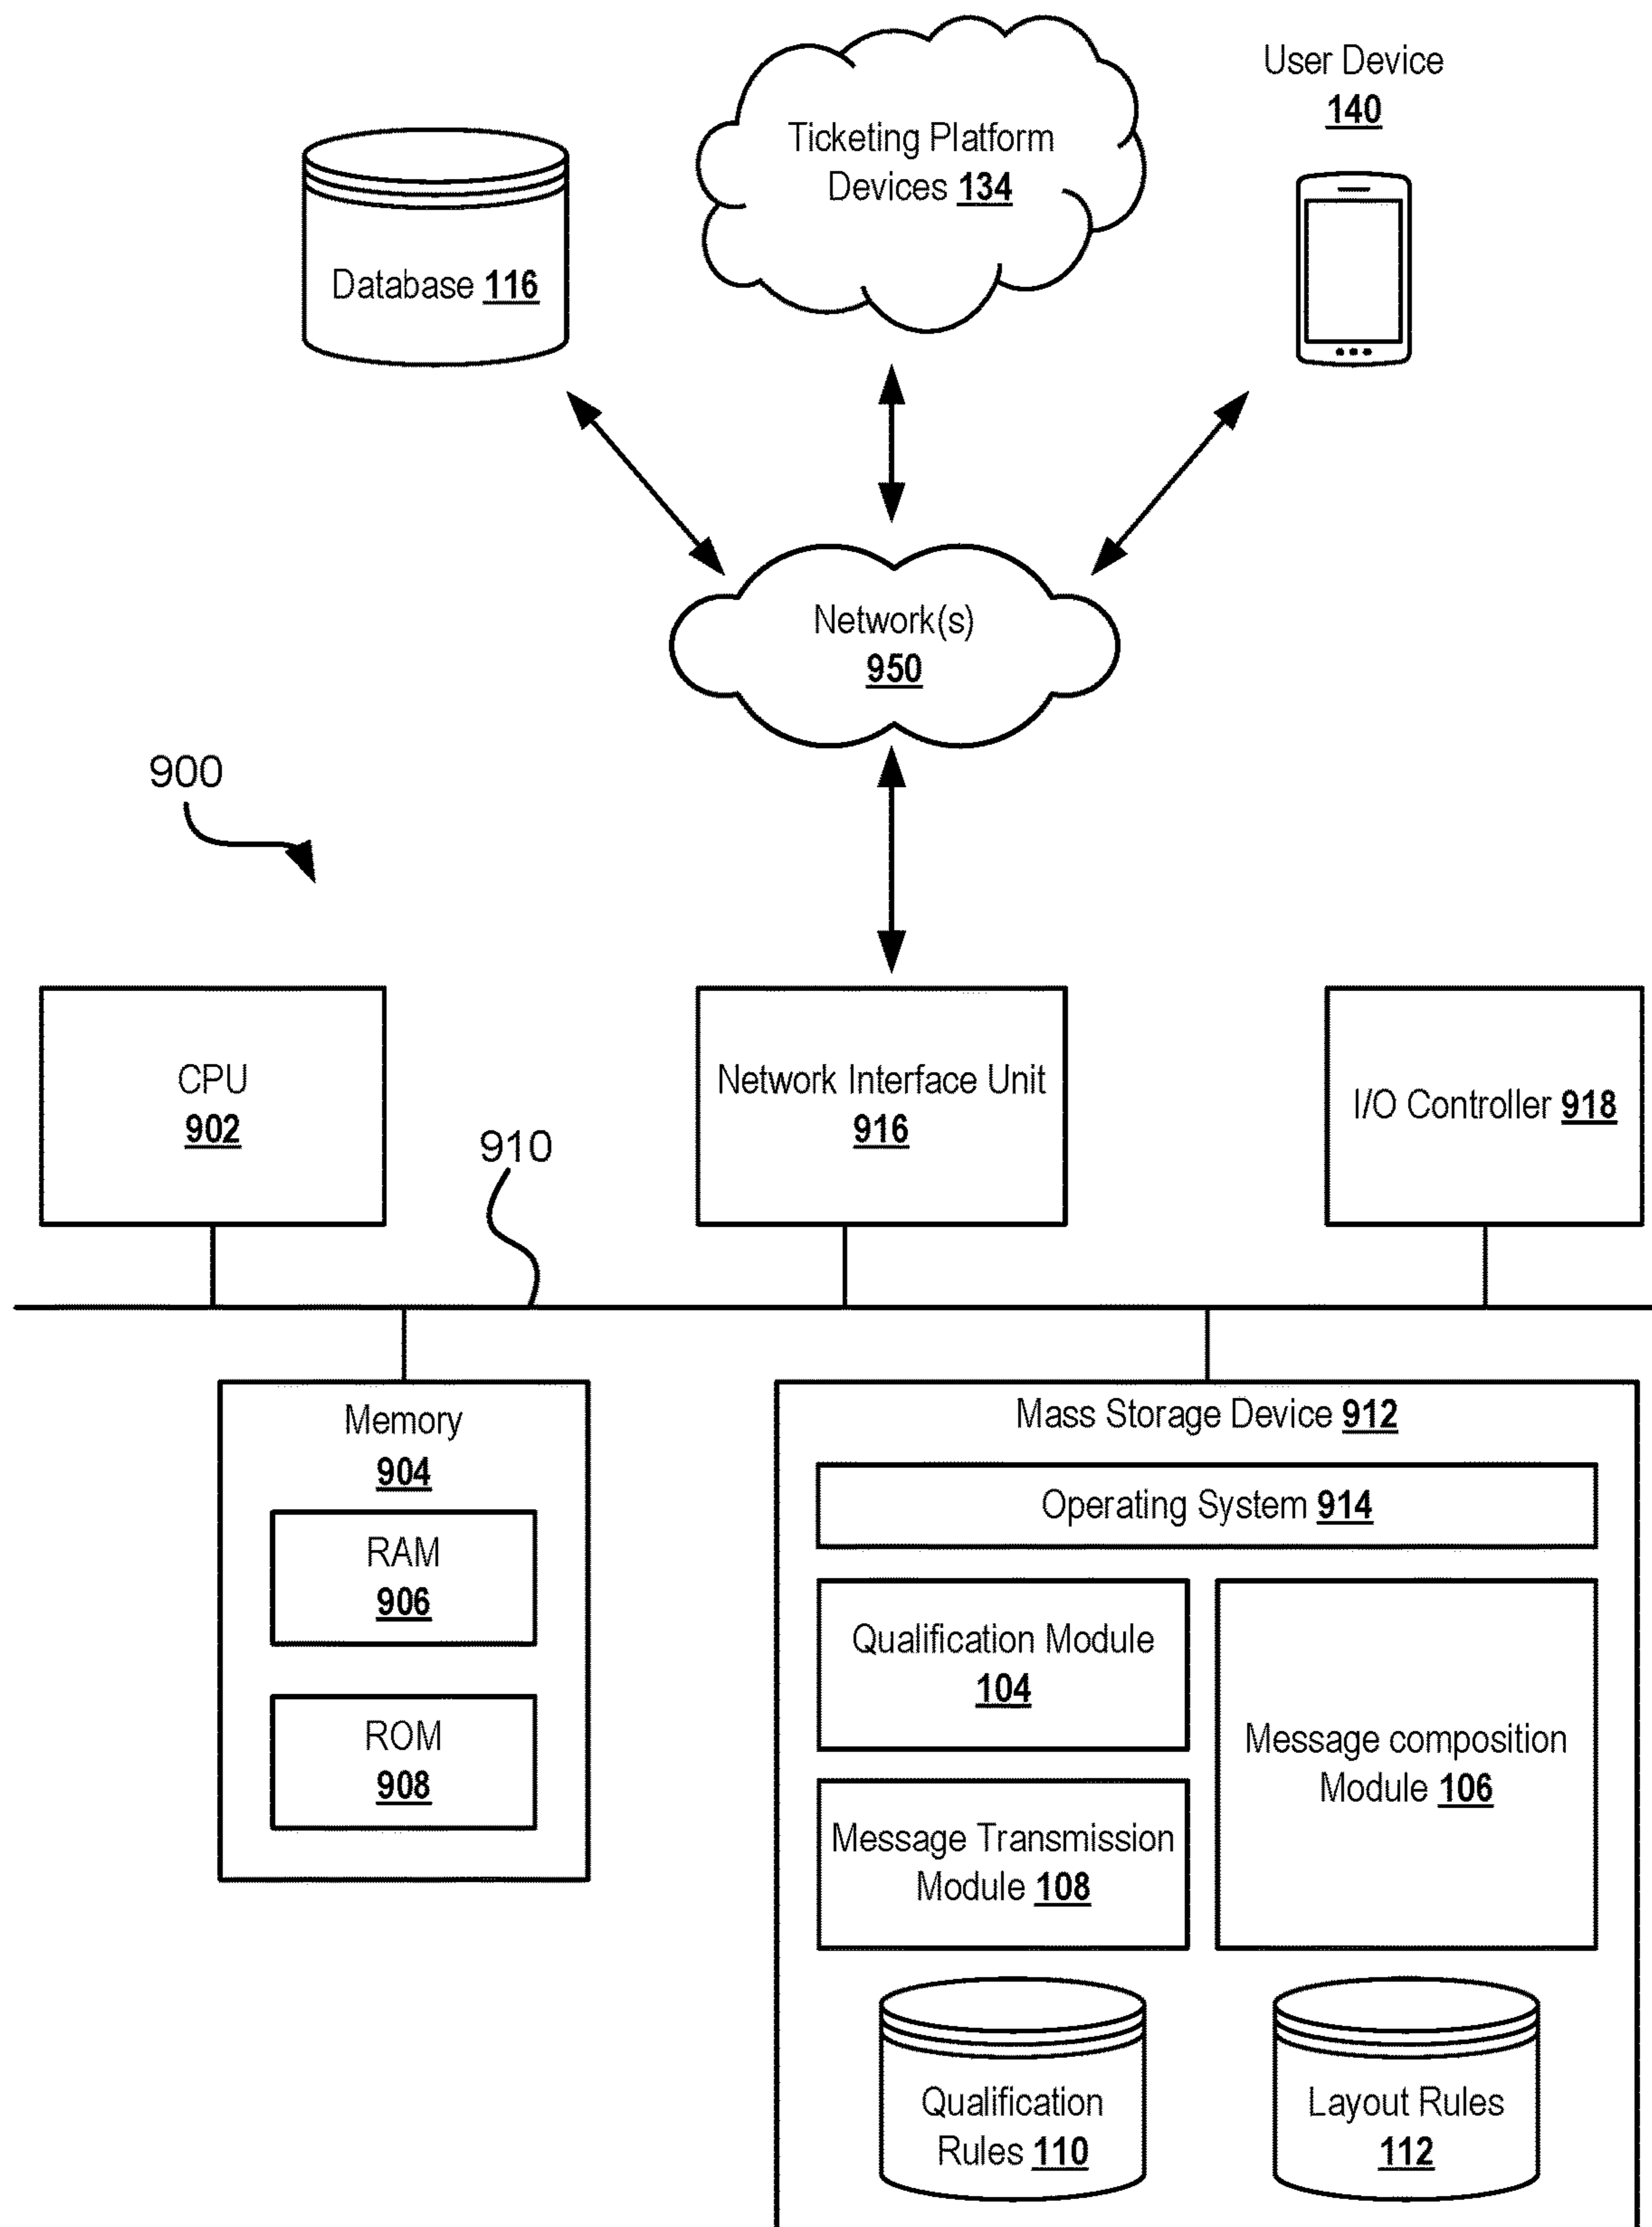 User Device
140
Ticketing Platform
Devices 134
Database 116
Network(s)
950
900
CPU
902
Network Interface Unit
916
I/O Controller 918
910
Memory
904
RAM
906
ROM
908
Mass Storage Device 912
Operating System 914
Qualification Module
104
Message composition
Module 106
Message Transmission
Module 108
Qualification
Rules 110
Layout Rules
112